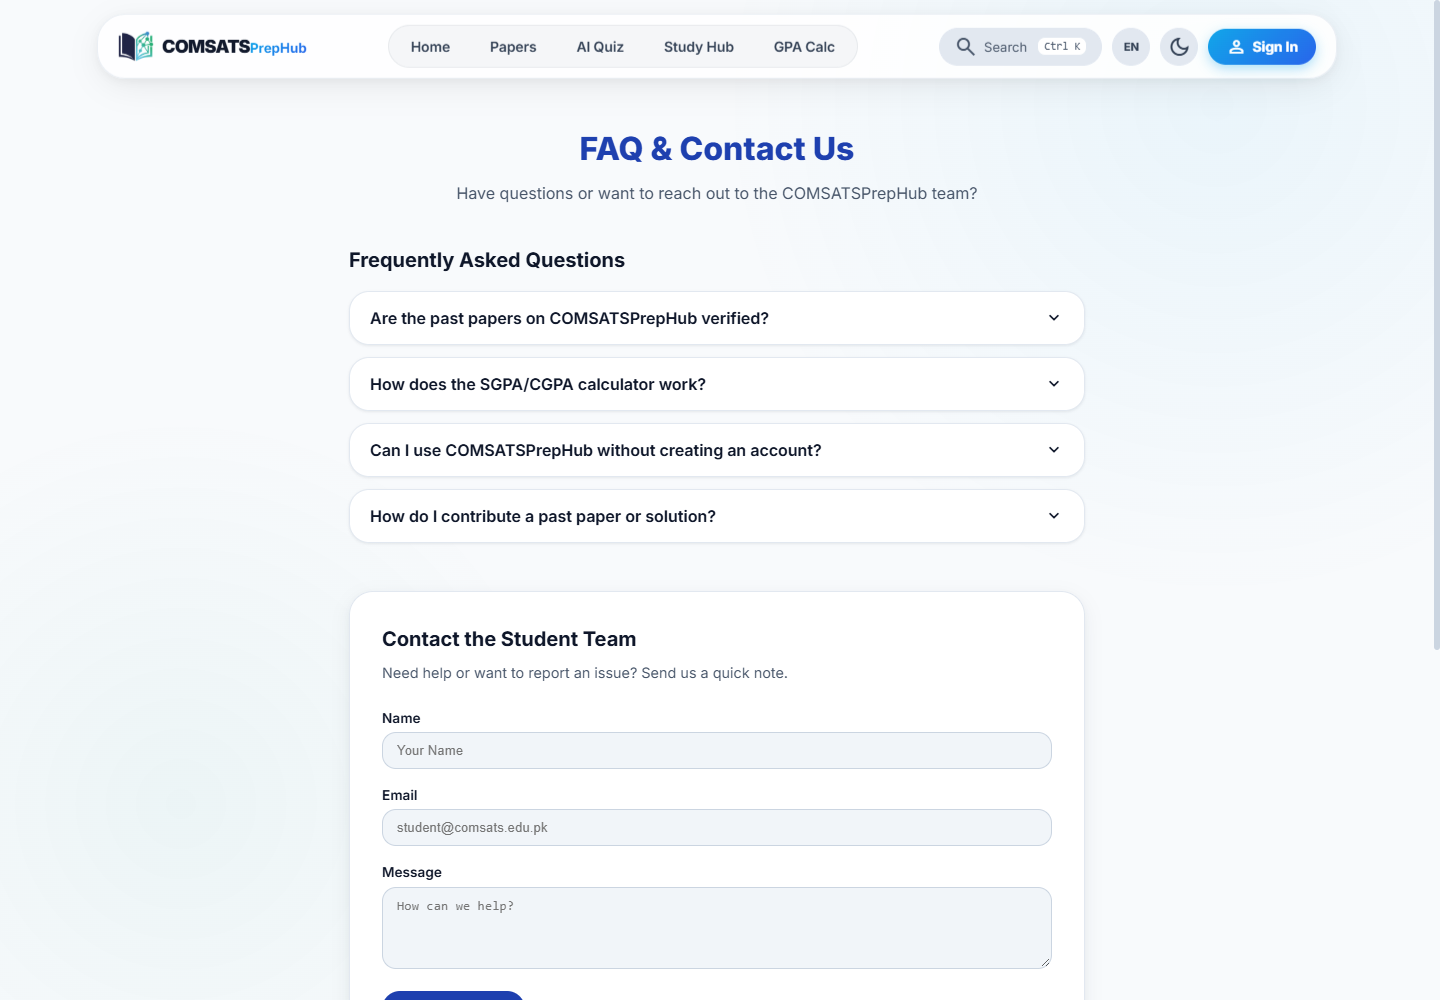 COMSATSPrepHub
Home Papers AI Quiz Study Hub GPA Calc
Search Ctrl K EN Sign In
FAQ & Contact Us
Have questions or want to reach out to the COMSATSPrepHub team?
Frequently Asked Questions
Are the past papers on COMSATSPrepHub verified?
How does the SGPA/CGPA calculator work?
Can I use COMSATSPrepHub without creating an account?
How do I contribute a past paper or solution?
Contact the Student Team
Need help or want to report an issue? Send us a quick note.
Name
Your Name
Email
student@comsats.edu.pk
Message
How can we help?